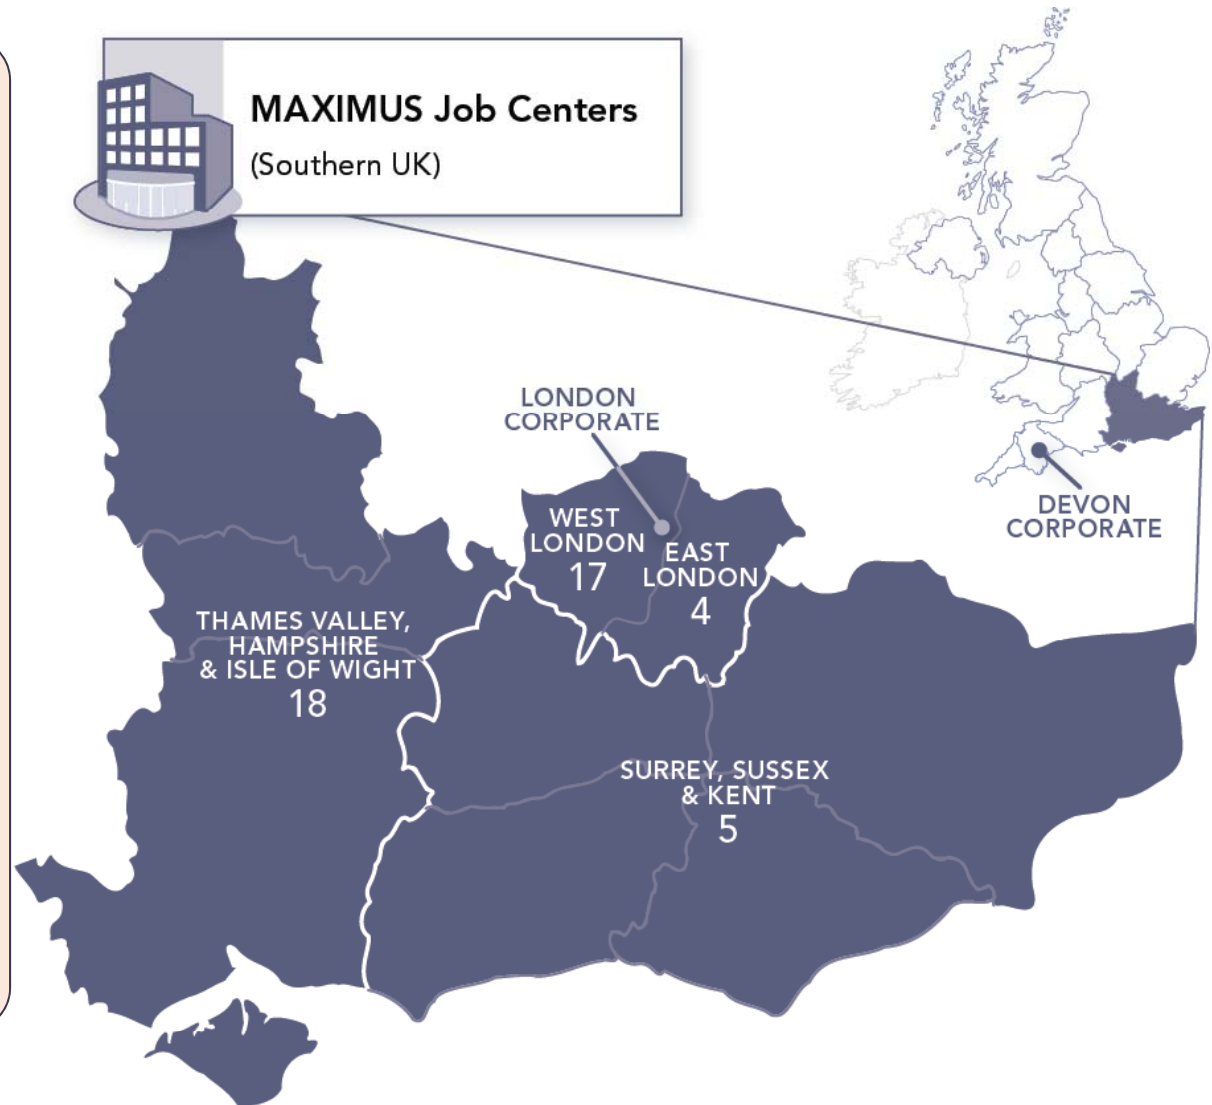 MAXIMUS Job Centers
(Southern UK)
LONDON
CORPORATE
DEVON
CORPORATE
WEST
LONDON
17
EAST
LONDON
4
THAMES VALLEY,
HAMPSHIRE
& ISLE OF WIGHT
18
SURREY, SUSSEX
& KENT
5